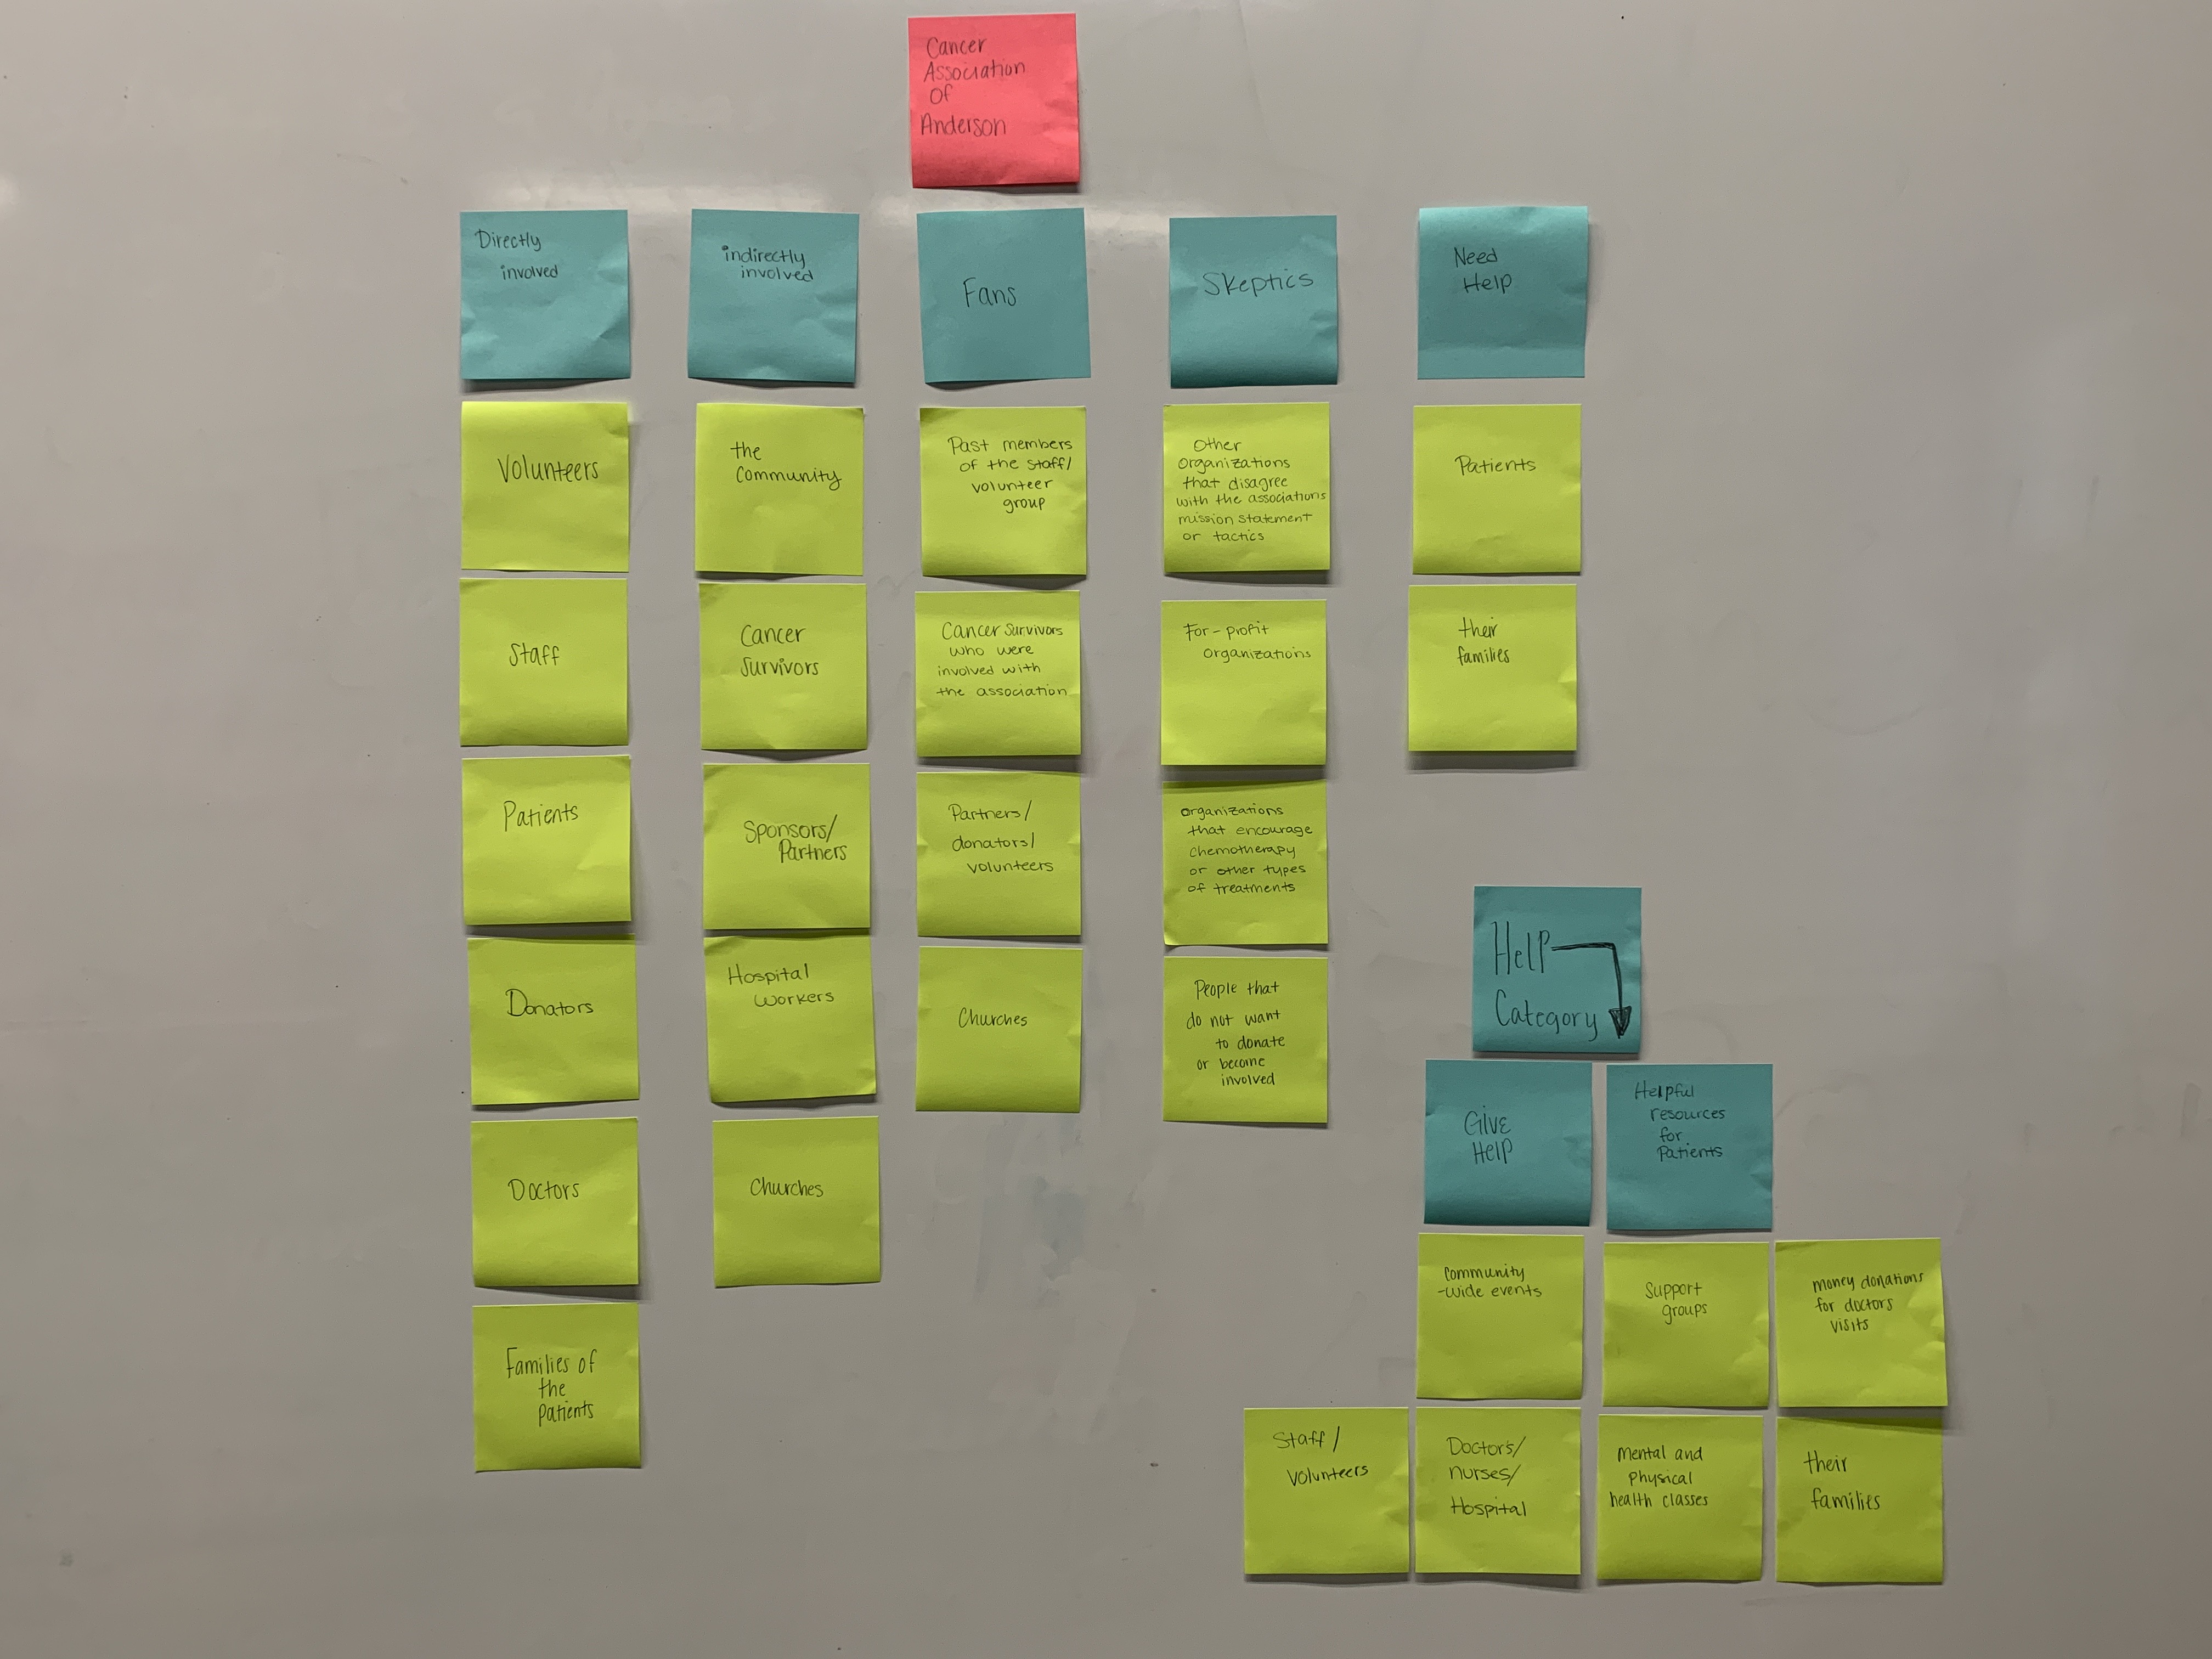 Cancer
Association
Of
Anderson
Directly
involved
indirectly
involved
Fans
Skeptics
Need
Help
Volunteers
Staff
Patients
Donators
Doctors
Families of
the
patients
the
Community
Cancer
Survivors
Sponsors/
Partners
Hospital
workers
Churches
Past members
of the staff/
volunteer
group
Cancer survivors
who were
involved with
the association
Partners/
donators/
volunteers
Churches
Other
Organizations
that disagree
with the associations
mission statement
or tactics
For-profit
organizations
organizations
that encourage
chemotherapy
or other types
of treatments
People that
do not want
to donate
or become
involved
Patients
their
families
Help
Category
Give
Help
Helpful
resources
for
Patients
Community
-wide events
Support
groups
money donations
for doctors
visits
Staff/
Volunteers
Doctors/
nurses/
Hospital
Mental and
Physical
health classes
their
families